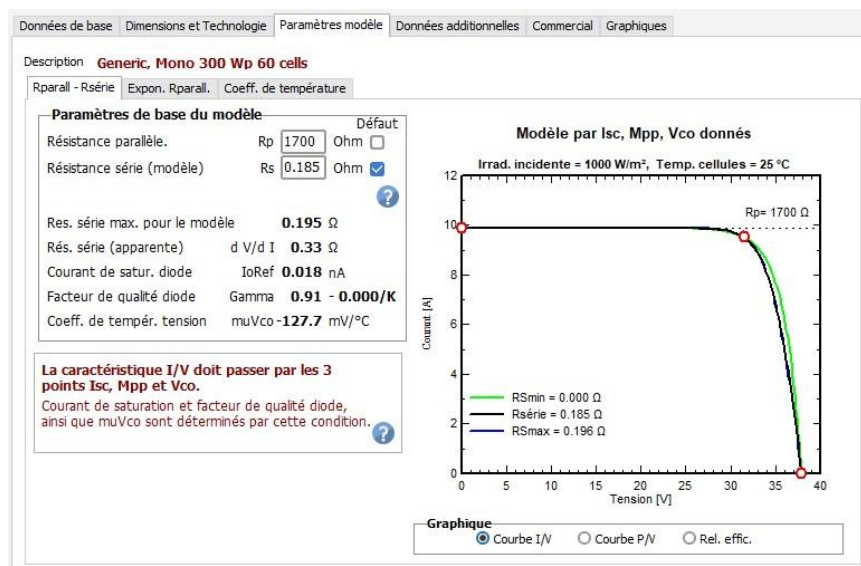 Données de base Dimensions et Technologie Paramètres modèle Données additionnelles Commercial Graphiques
Description Generic, Mono 300 Wp 60 cells
Rparall - Rsérie Expon. Rparall. Coeff. de température
Paramètres de base du modèle
Défaut
Résistance parallèle. Rp 1700 Ohm
Résistance série (modèle) Rs 0.185 Ohm
?
Res. série max. pour le modèle 0.195 Ω
Rés. série (apparente) d V/d I 0.33 Ω
Courant de satur. diode IoRef 0.018 nA
Facteur de qualité diode Gamma 0.91 - 0.000/K
Coeff. de tempér. tension muVco -127.7 mV/°C
La caractéristique I/V doit passer par les 3
points Isc, Mpp et Vco.
Courant de saturation et facteur de qualité diode,
ainsi que muVco sont déterminés par cette condition.
?
Modèle par Isc, Mpp, Vco donnés
Irrad. incidente = 1000 W/m², Temp. cellules = 25 °C
12
10
8
6
4
2
0
Courant [A]
Rp= 1700 Ω
RSmin = 0.000 Ω
Rsérie = 0.185 Ω
RSmax = 0.196 Ω
0 5 10 15 20 25 30 35 40
Tension [V]
Graphique
Courbe I/V Courbe P/V Rel. effic.